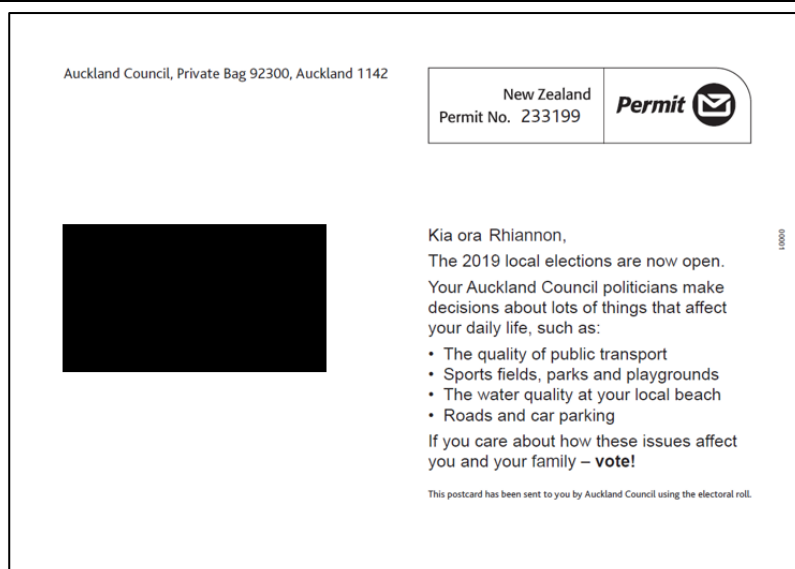 Auckland Council, Private Bag 92300, Auckland 1142
New Zealand
Permit No. 233199
Permit
Kia ora Rhiannon,
The 2019 local elections are now open.
Your Auckland Council politicians make
decisions about lots of things that affect
your daily life, such as:
• The quality of public transport
• Sports fields, parks and playgrounds
• The water quality at your local beach
• Roads and car parking
If you care about how these issues affect
you and your family – vote!
This postcard has been sent to you by Auckland Council using the electoral roll.
00001